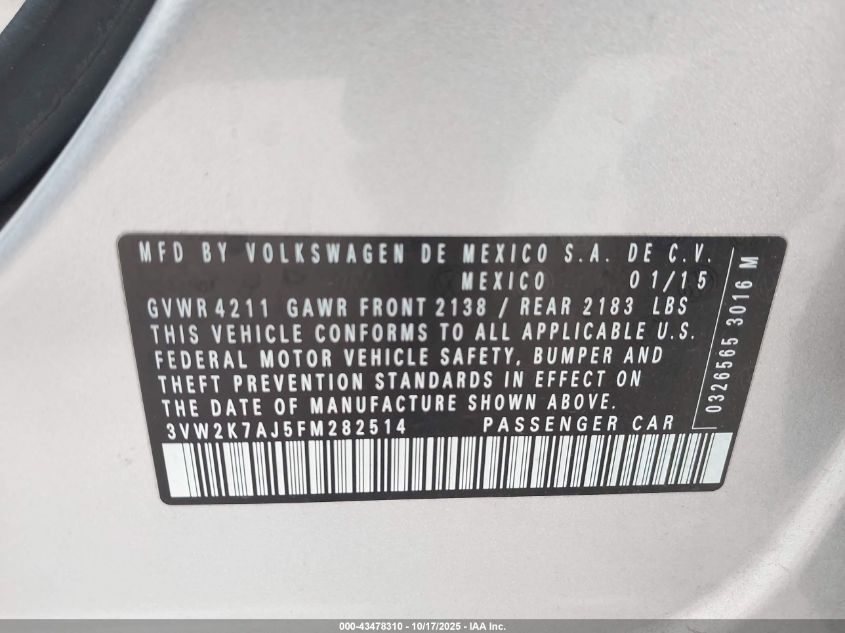 MFD BY VOLKSWAGEN DE MEXICO S.A. DE C.V.
MEXICO 01/15
GVWR 4211 GAWR FRONT 2138 / REAR 2183 LBS
THIS VEHICLE CONFORMS TO ALL APPLICABLE U.S.
FEDERAL MOTOR VEHICLE SAFETY, BUMPER AND
THEFT PREVENTION STANDARDS IN EFFECT ON
THE DATE OF MANUFACTURE SHOWN ABOVE.
3VW2K7AJ5FM282514 PASSENGER CAR
0326565 3016 M
000-43478310 - 10/17/2025 - IAA Inc.